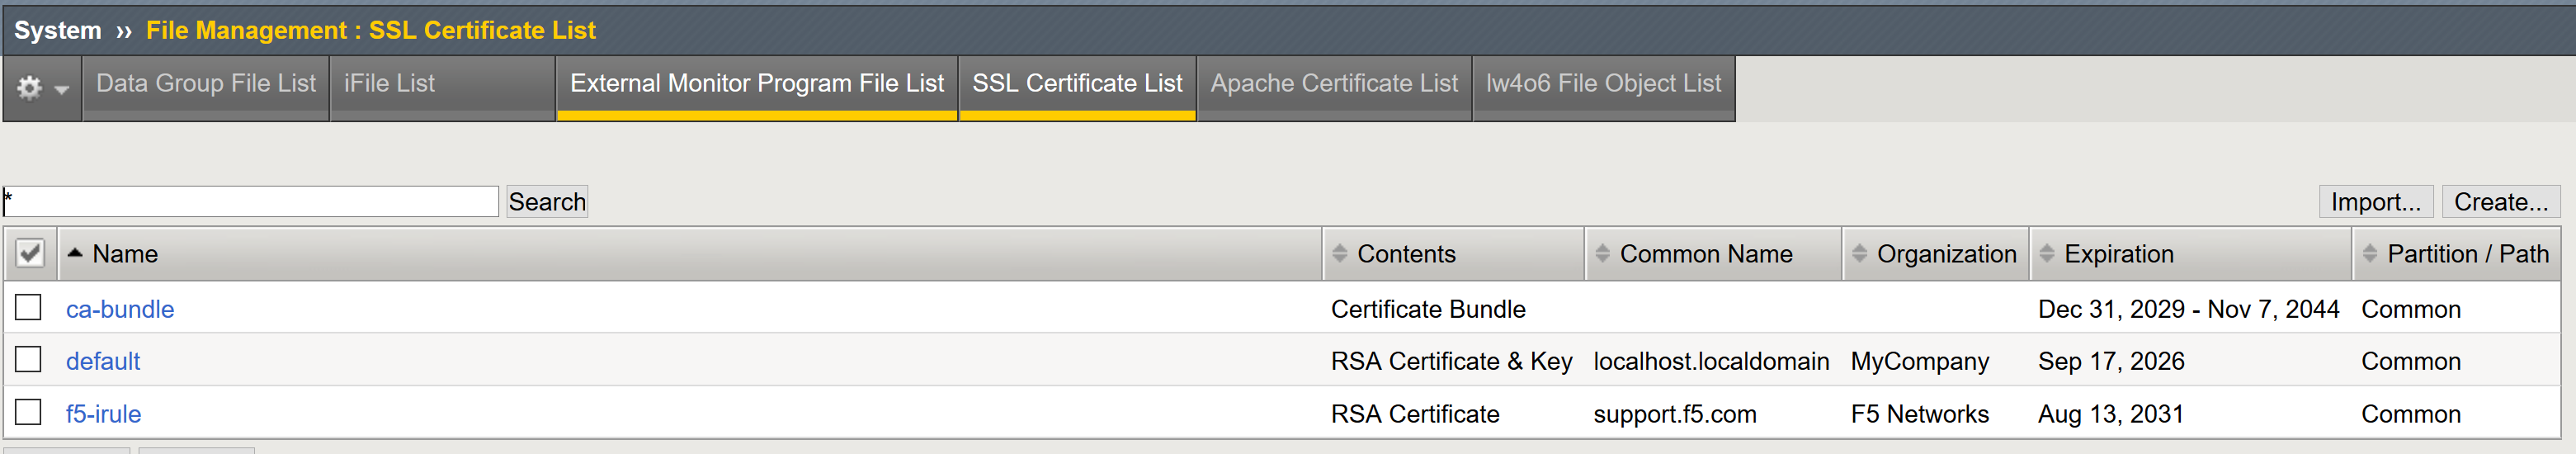 System ›› File Management : SSL Certificate List
Data Group File List iFile List External Monitor Program File List SSL Certificate List Apache Certificate List lw4o6 File Object List
* Search Import... Create...
Name Contents Common Name Organization Expiration Partition / Path
ca-bundle Certificate Bundle Dec 31, 2029 - Nov 7, 2044 Common
default RSA Certificate & Key localhost.localdomain MyCompany Sep 17, 2026 Common
f5-irule RSA Certificate support.f5.com F5 Networks Aug 13, 2031 Common